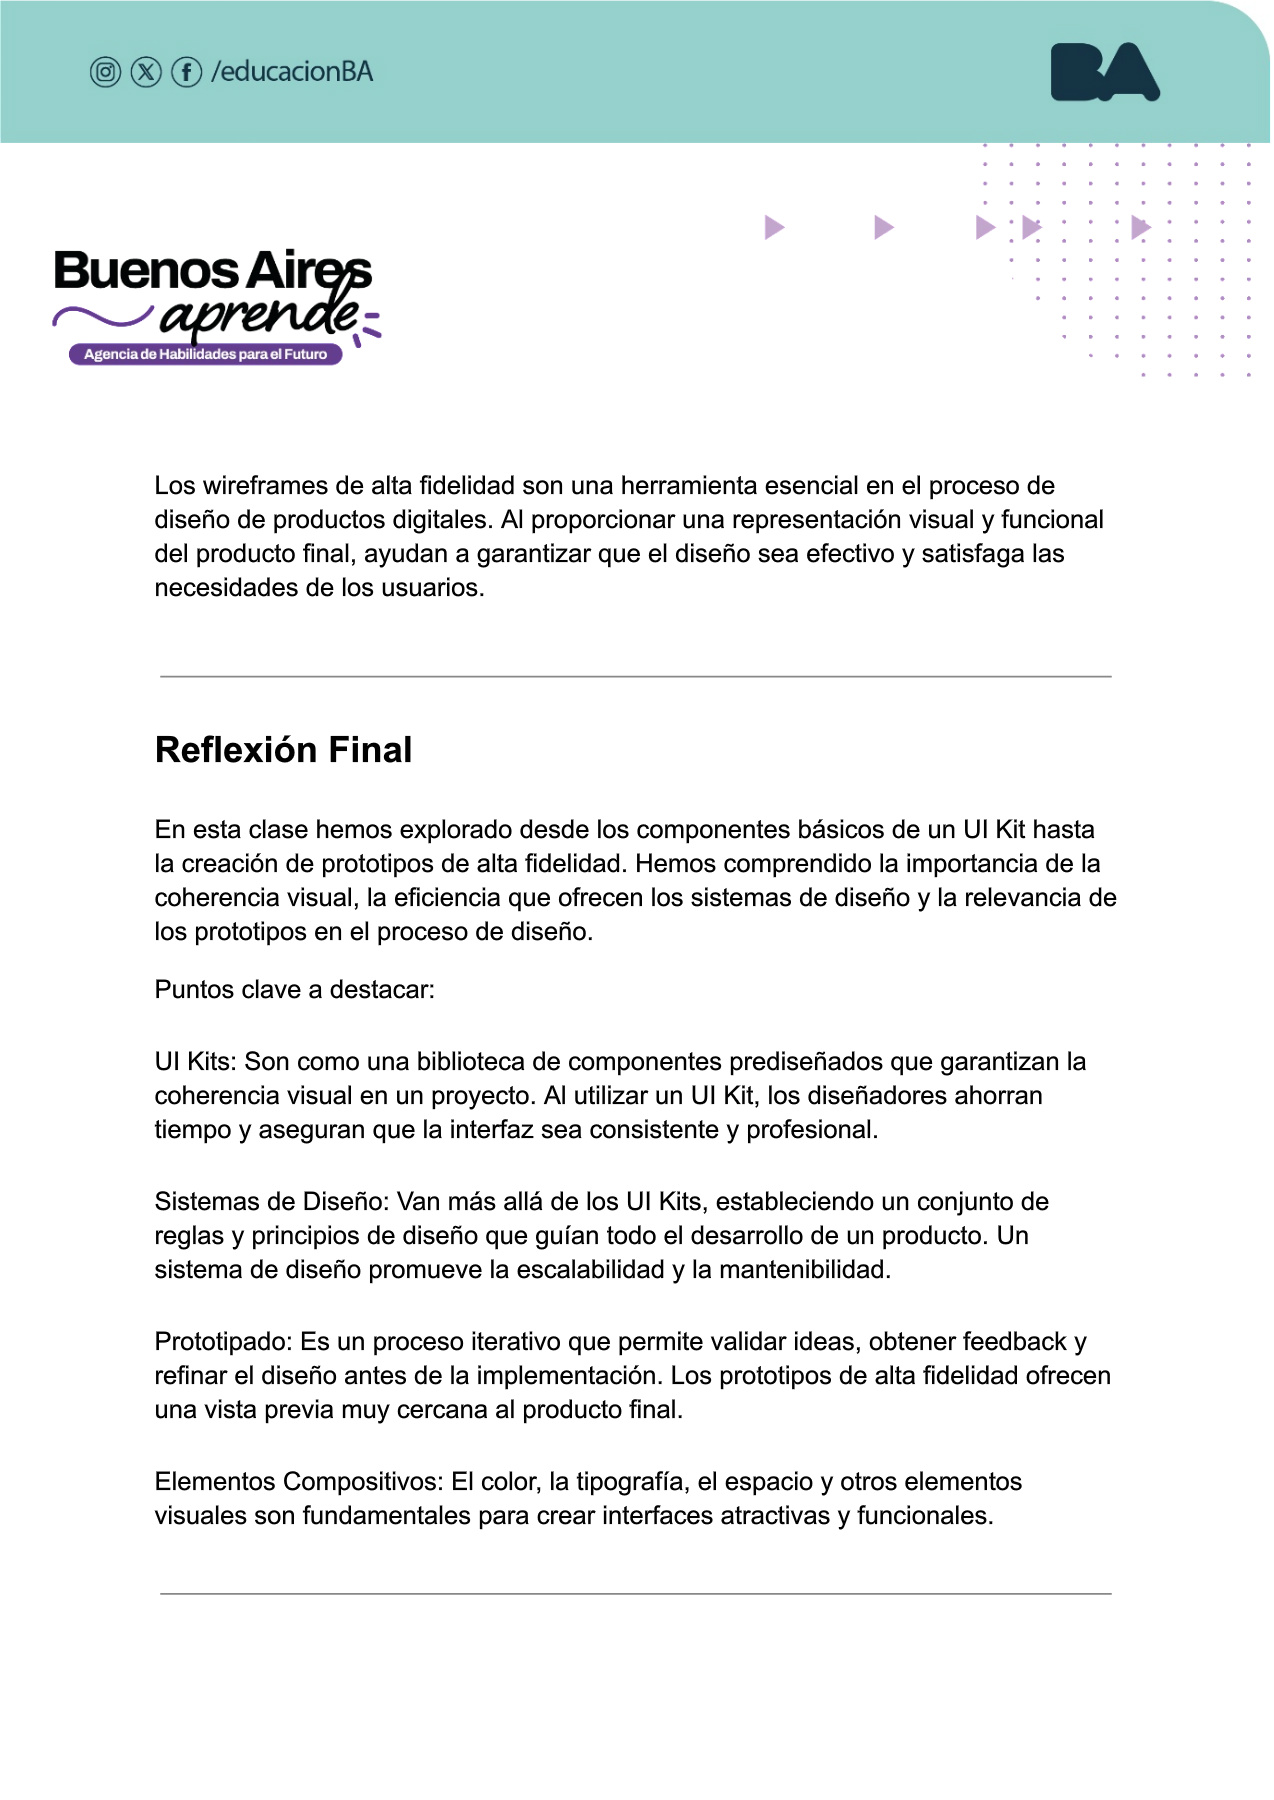 /educacionBA
BA
Buenos Aires
aprende
Agencia de Habilidades para el Futuro
Los wireframes de alta fidelidad son una herramienta esencial en el proceso de
diseño de productos digitales. Al proporcionar una representación visual y funcional
del producto final, ayudan a garantizar que el diseño sea efectivo y satisfaga las
necesidades de los usuarios.
Reflexión Final
En esta clase hemos explorado desde los componentes básicos de un UI Kit hasta
la creación de prototipos de alta fidelidad. Hemos comprendido la importancia de la
coherencia visual, la eficiencia que ofrecen los sistemas de diseño y la relevancia de
los prototipos en el proceso de diseño.
Puntos clave a destacar:
UI Kits: Son como una biblioteca de componentes prediseñados que garantizan la
coherencia visual en un proyecto. Al utilizar un UI Kit, los diseñadores ahorran
tiempo y aseguran que la interfaz sea consistente y profesional.
Sistemas de Diseño: Van más allá de los UI Kits, estableciendo un conjunto de
reglas y principios de diseño que guían todo el desarrollo de un producto. Un
sistema de diseño promueve la escalabilidad y la mantenibilidad.
Prototipado: Es un proceso iterativo que permite validar ideas, obtener feedback y
refinar el diseño antes de la implementación. Los prototipos de alta fidelidad ofrecen
una vista previa muy cercana al producto final.
Elementos Compositivos: El color, la tipografía, el espacio y otros elementos
visuales son fundamentales para crear interfaces atractivas y funcionales.